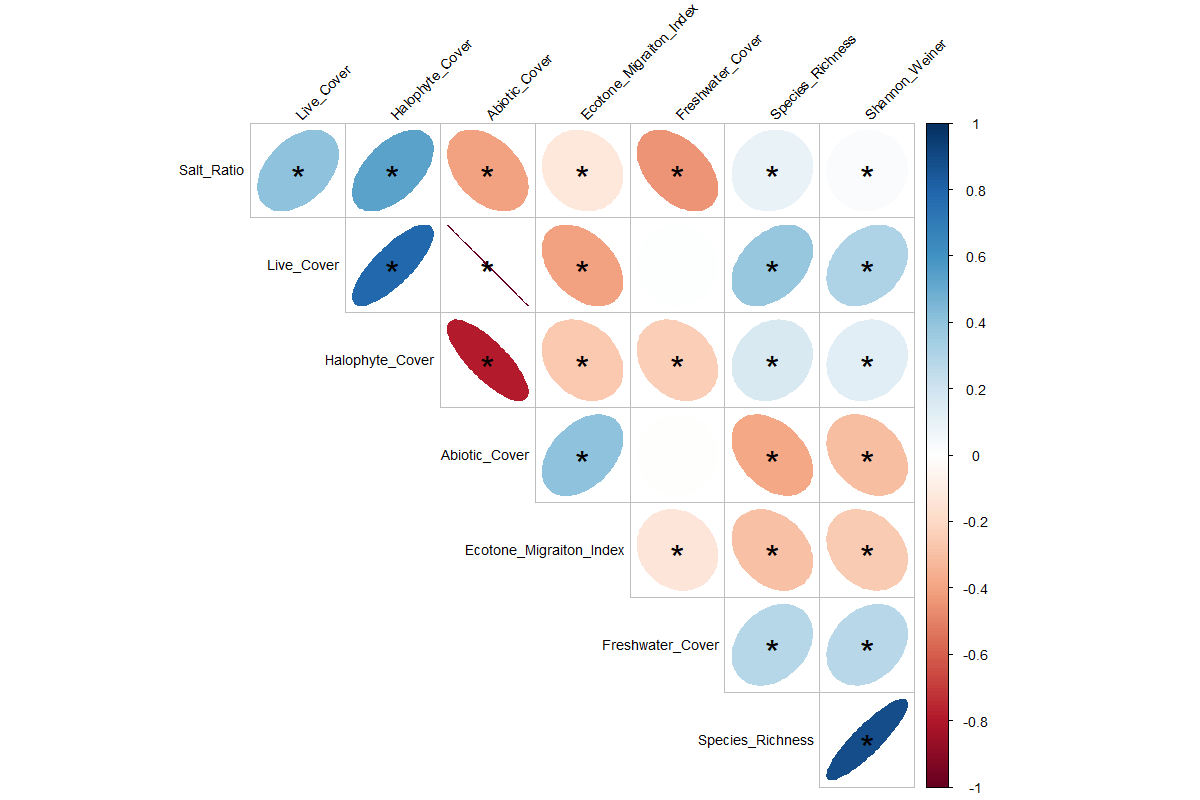 Live_Cover
Halophyte_Cover
Abiotic_Cover
Ecotone_Migraiton_Index
Freshwater_Cover
Species_Richness
Shannon_Weiner
Salt_Ratio * * * * * * *
Live_Cover * * * * *
Halophyte_Cover * * * * *
Abiotic_Cover * * *
Ecotone_Migraiton_Index * * *
Freshwater_Cover * *
Species_Richness *
1
0.8
0.6
0.4
0.2
0
-0.2
-0.4
-0.6
-0.8
-1